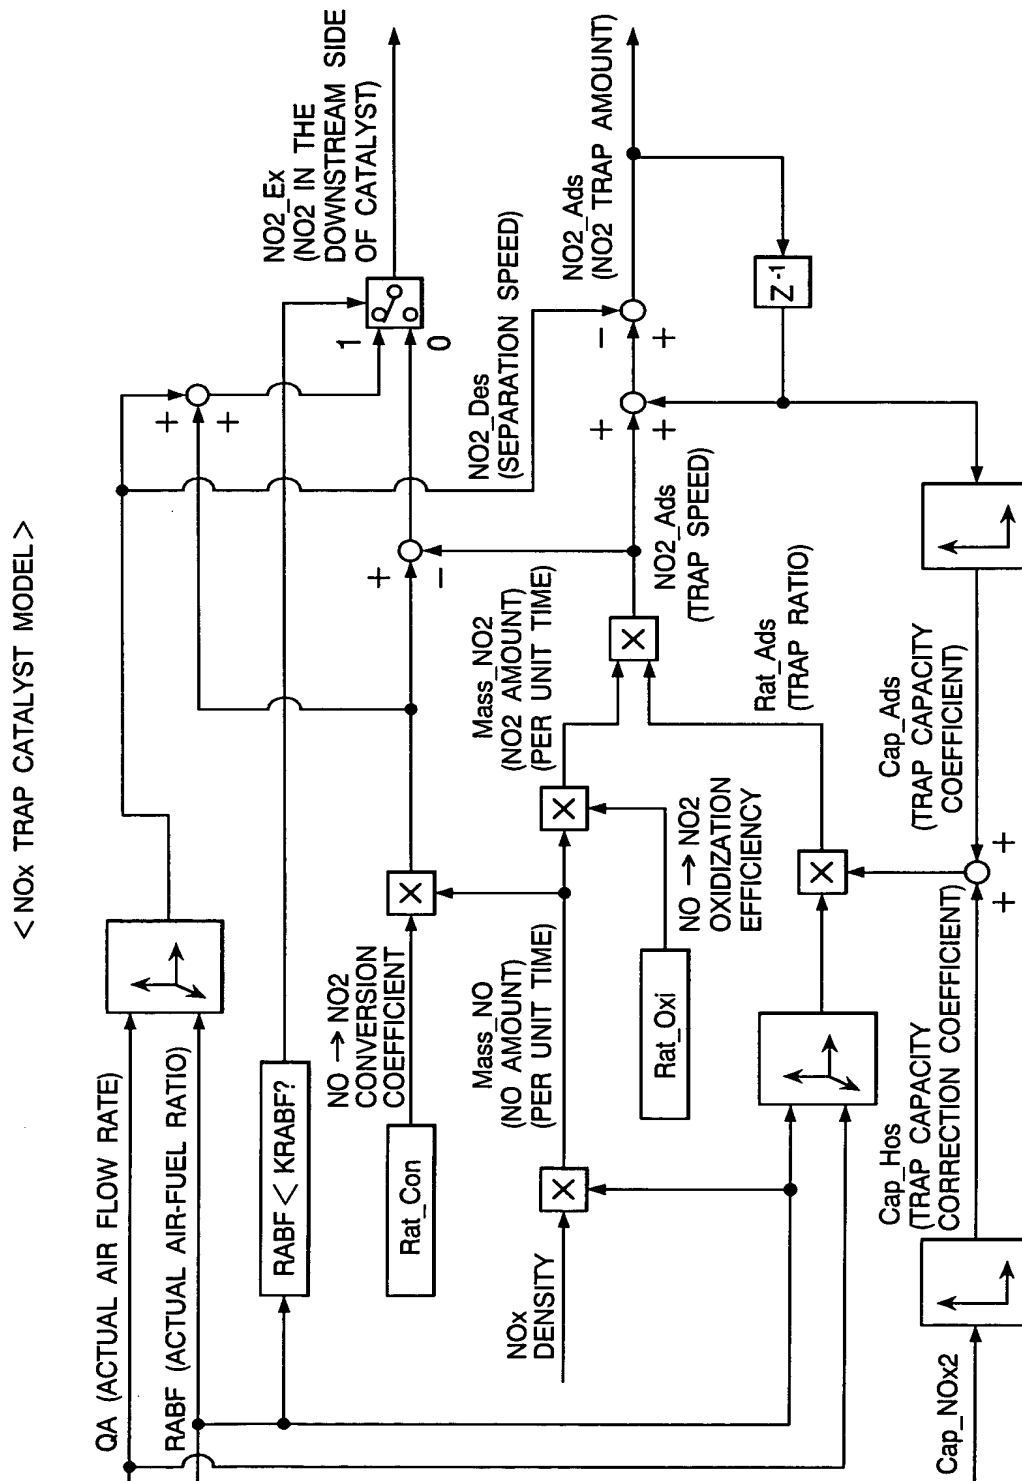 < NOx TRAP CATALYST MODEL >
QA (ACTUAL AIR FLOW RATE)
RABF (ACTUAL AIR-FUEL RATIO)
RABF < KRABF?
NO → NO2
CONVERSION
COEFFICIENT
Rat_Con
×
+
+
1
0
NO2_Ex
(NO2 IN THE
DOWNSTREAM SIDE
OF CATALYST)
+
−
NO2_Des
(SEPARATION SPEED)
NOx
DENSITY
×
Mass_NO
(NO AMOUNT)
(PER UNIT TIME)
×
Mass_NO2
(NO2 AMOUNT)
(PER UNIT TIME)
Rat_Oxi
NO → NO2
OXIDIZATION
EFFICIENCY
×
NO2_Ads
(TRAP SPEED)
+
+
−
+
NO2_Ads
(NO2 TRAP AMOUNT)
Z-1
×
Rat_Ads
(TRAP RATIO)
Cap_NOx2
Cap_Hos
(TRAP CAPACITY
CORRECTION COEFFICIENT)
+
+
Cap_Ads
(TRAP CAPACITY
COEFFICIENT)